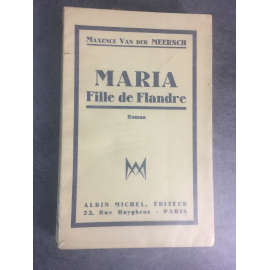 MAXENCE VAN DER MEERSCH
MARIA
Fille de Flandre
Roman
ALBIN MICHEL, ÉDITEUR
22, Rue Huyghens - PARIS